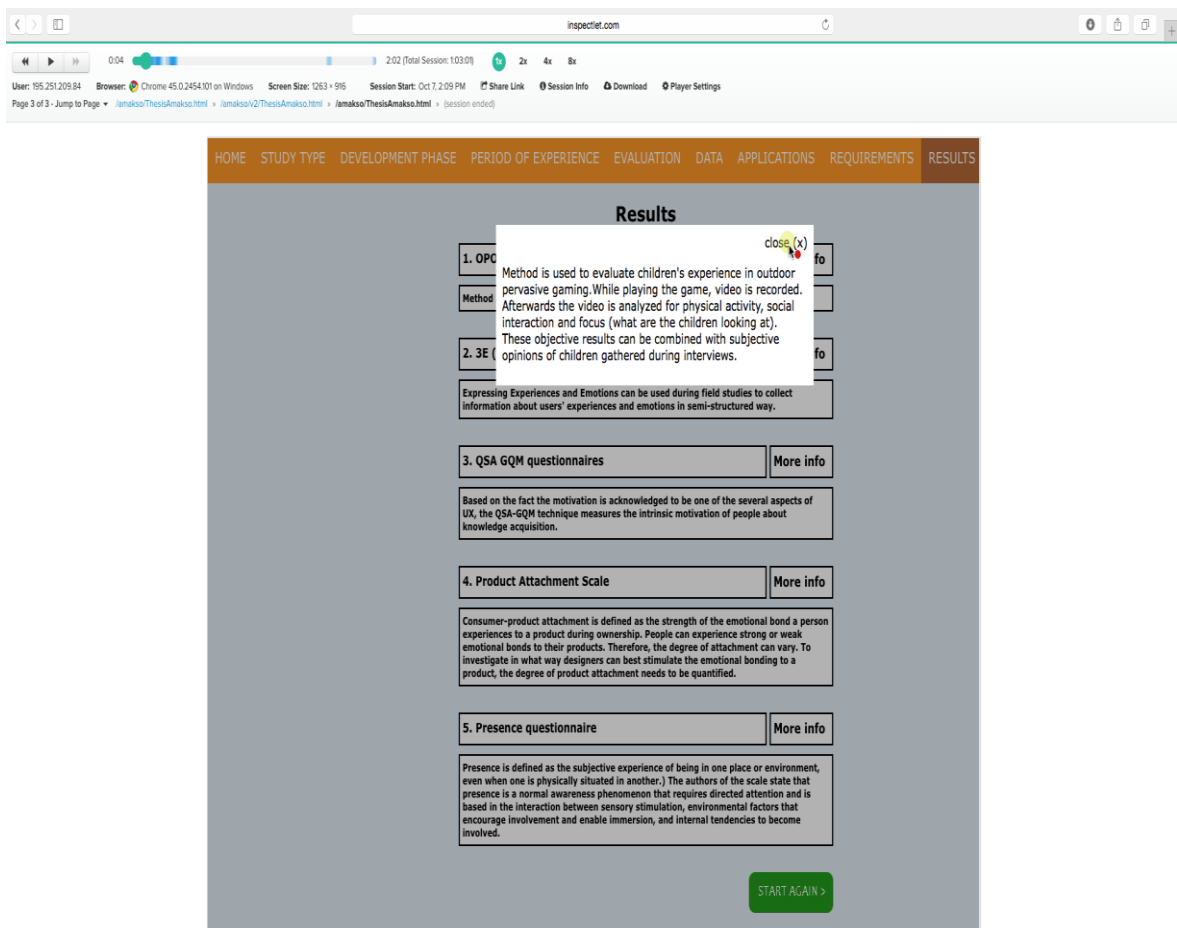 inspectlet.com
0:04 2:02 (Total Session: 1:03:01) 1x 2x 4x 8x
User: 195.251.209.84 Browser: Chrome 45.0.2454.101 on Windows Screen Size: 1263 × 916 Session Start: Oct 7, 2:09 PM Share Link Session Info Download Player Settings
Page 3 of 3 - Jump to Page /amakso/ThesisAmakso.html » /amakso/v2/ThesisAmakso.html » /amakso/ThesisAmakso.html » (session ended)
HOME STUDY TYPE DEVELOPMENT PHASE PERIOD OF EXPERIENCE EVALUATION DATA APPLICATIONS REQUIREMENTS RESULTS
Results
close (x)
1. OPO fo
Method is used to evaluate children's experience in outdoor
pervasive gaming.While playing the game, video is recorded.
Afterwards the video is analyzed for physical activity, social
interaction and focus (what are the children looking at).
These objective results can be combined with subjective
opinions of children gathered during interviews.
Method
2. 3E ( fo
Expressing Experiences and Emotions can be used during field studies to collect
information about users' experiences and emotions in semi-structured way.
3. QSA GQM questionnaires More info
Based on the fact the motivation is acknowledged to be one of the several aspects of
UX, the QSA-GQM technique measures the intrinsic motivation of people about
knowledge acquisition.
4. Product Attachment Scale More info
Consumer-product attachment is defined as the strength of the emotional bond a person
experiences to a product during ownership. People can experience strong or weak
emotional bonds to their products. Therefore, the degree of attachment can vary. To
investigate in what way designers can best stimulate the emotional bonding to a
product, the degree of product attachment needs to be quantified.
5. Presence questionnaire More info
Presence is defined as the subjective experience of being in one place or environment,
even when one is physically situated in another.) The authors of the scale state that
presence is a normal awareness phenomenon that requires directed attention and is
based in the interaction between sensory stimulation, environmental factors that
encourage involvement and enable immersion, and internal tendencies to become
involved.
START AGAIN >